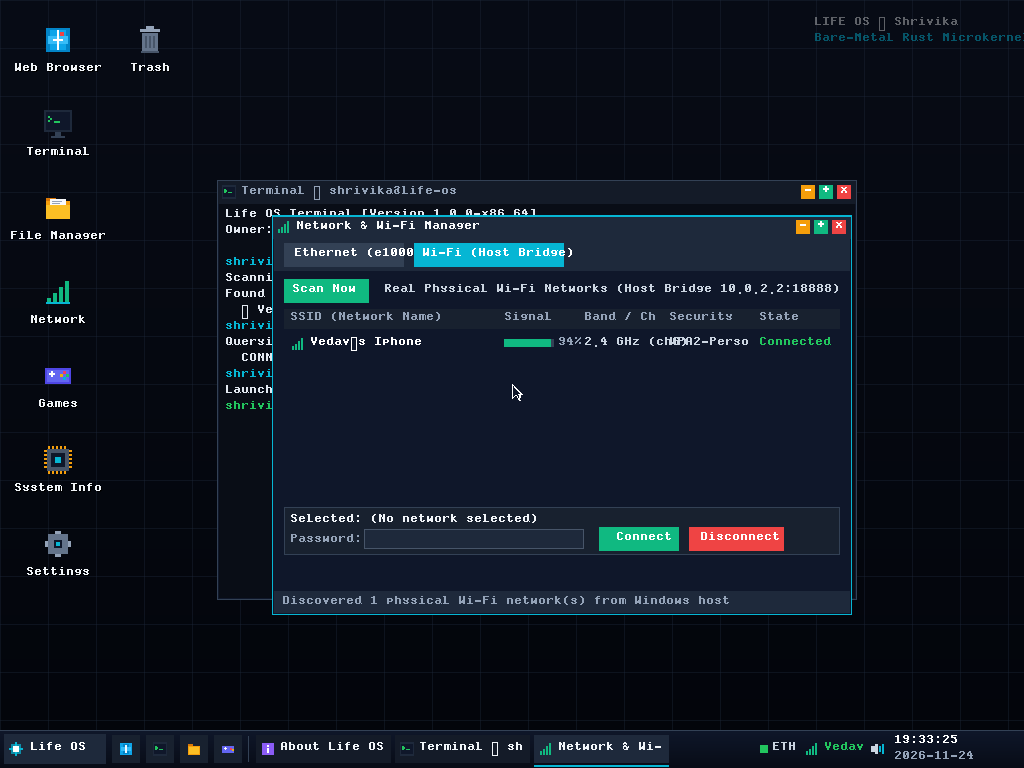 LIFE OS ▯ Shrivika
Bare-Metal Rust Microkerne
Web Browser
Trash
Terminal
File Manager
Network
Games
System Info
Settings
Terminal ▯ shrivika@life-os
Life OS Terminal [Version 1.0.0-x86_64]
Owner:
shrivi
Scanni
Found
▯ Ve
shrivi
Queryi
CONN
shrivi
Launch
shrivi
Network & Wi-Fi Manager
Ethernet (e1000
Wi-Fi (Host Bridge)
Scan Now
Real Physical Wi-Fi Networks (Host Bridge 10.0.2.2:18888)
SSID (Network Name) Signal Band / Ch Security State
Vedav▯s Iphone 94% 2.4 GHz WPA2-Perso Connected
Selected: (No network selected)
Password:
Connect
Disconnect
Discovered 1 physical Wi-Fi network(s) from Windows host
Life OS
About Life OS
Terminal ▯ sh
Network & Wi-
ETH
Vedav
19:33:25
2026-11-24